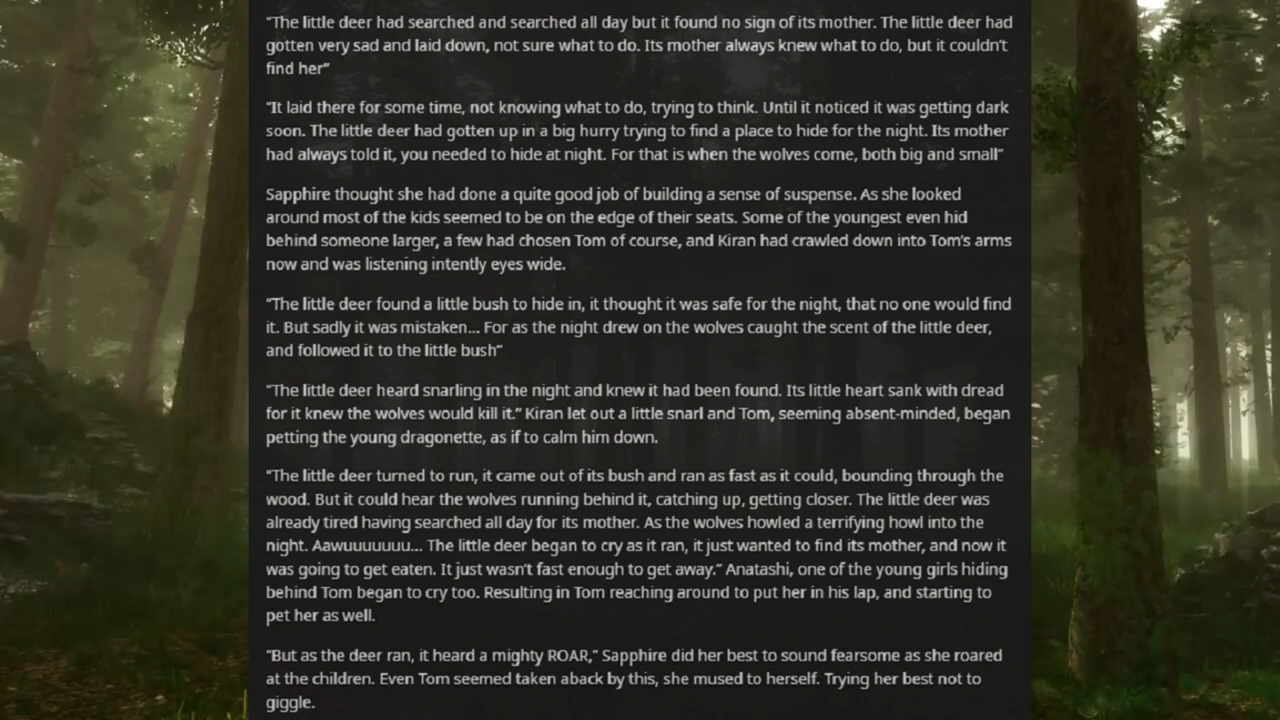 “The little deer had searched and searched all day but it found no sign of its mother. The little deer had
gotten very sad and laid down, not sure what to do. Its mother always knew what to do, but it couldn’t
find her”
“It laid there for some time, not knowing what to do, trying to think. Until it noticed it was getting dark
soon. The little deer had gotten up in a big hurry trying to find a place to hide for the night. Its mother
had always told it, you needed to hide at night. For that is when the wolves come, both big and small”
Sapphire thought she had done a quite good job of building a sense of suspense. As she looked
around most of the kids seemed to be on the edge of their seats. Some of the youngest even hid
behind someone larger, a few had chosen Tom of course, and Kiran had crawled down into Tom’s arms
now and was listening intently eyes wide.
“The little deer found a little bush to hide in, it thought it was safe for the night, that no one would find
it. But sadly it was mistaken... For as the night drew on the wolves caught the scent of the little deer,
and followed it to the little bush”
“The little deer heard snarling in the night and knew it had been found. Its little heart sank with dread
for it knew the wolves would kill it.” Kiran let out a little snarl and Tom, seeming absent-minded, began
petting the young dragonette, as if to calm him down.
“The little deer turned to run, it came out of its bush and ran as fast as it could, bounding through the
wood. But it could hear the wolves running behind it, catching up, getting closer. The little deer was
already tired having searched all day for its mother. As the wolves howled a terrifying howl into the
night. Aawuuuuuuu... The little deer began to cry as it ran, it just wanted to find its mother, and now it
was going to get eaten. It just wasn’t fast enough to get away.” Anatashi, one of the young girls hiding
behind Tom began to cry too. Resulting in Tom reaching around to put her in his lap, and starting to
pet her as well.
“But as the deer ran, it heard a mighty ROAR,” Sapphire did her best to sound fearsome as she roared
at the children. Even Tom seemed taken aback by this, she mused to herself. Trying her best not to
giggle.